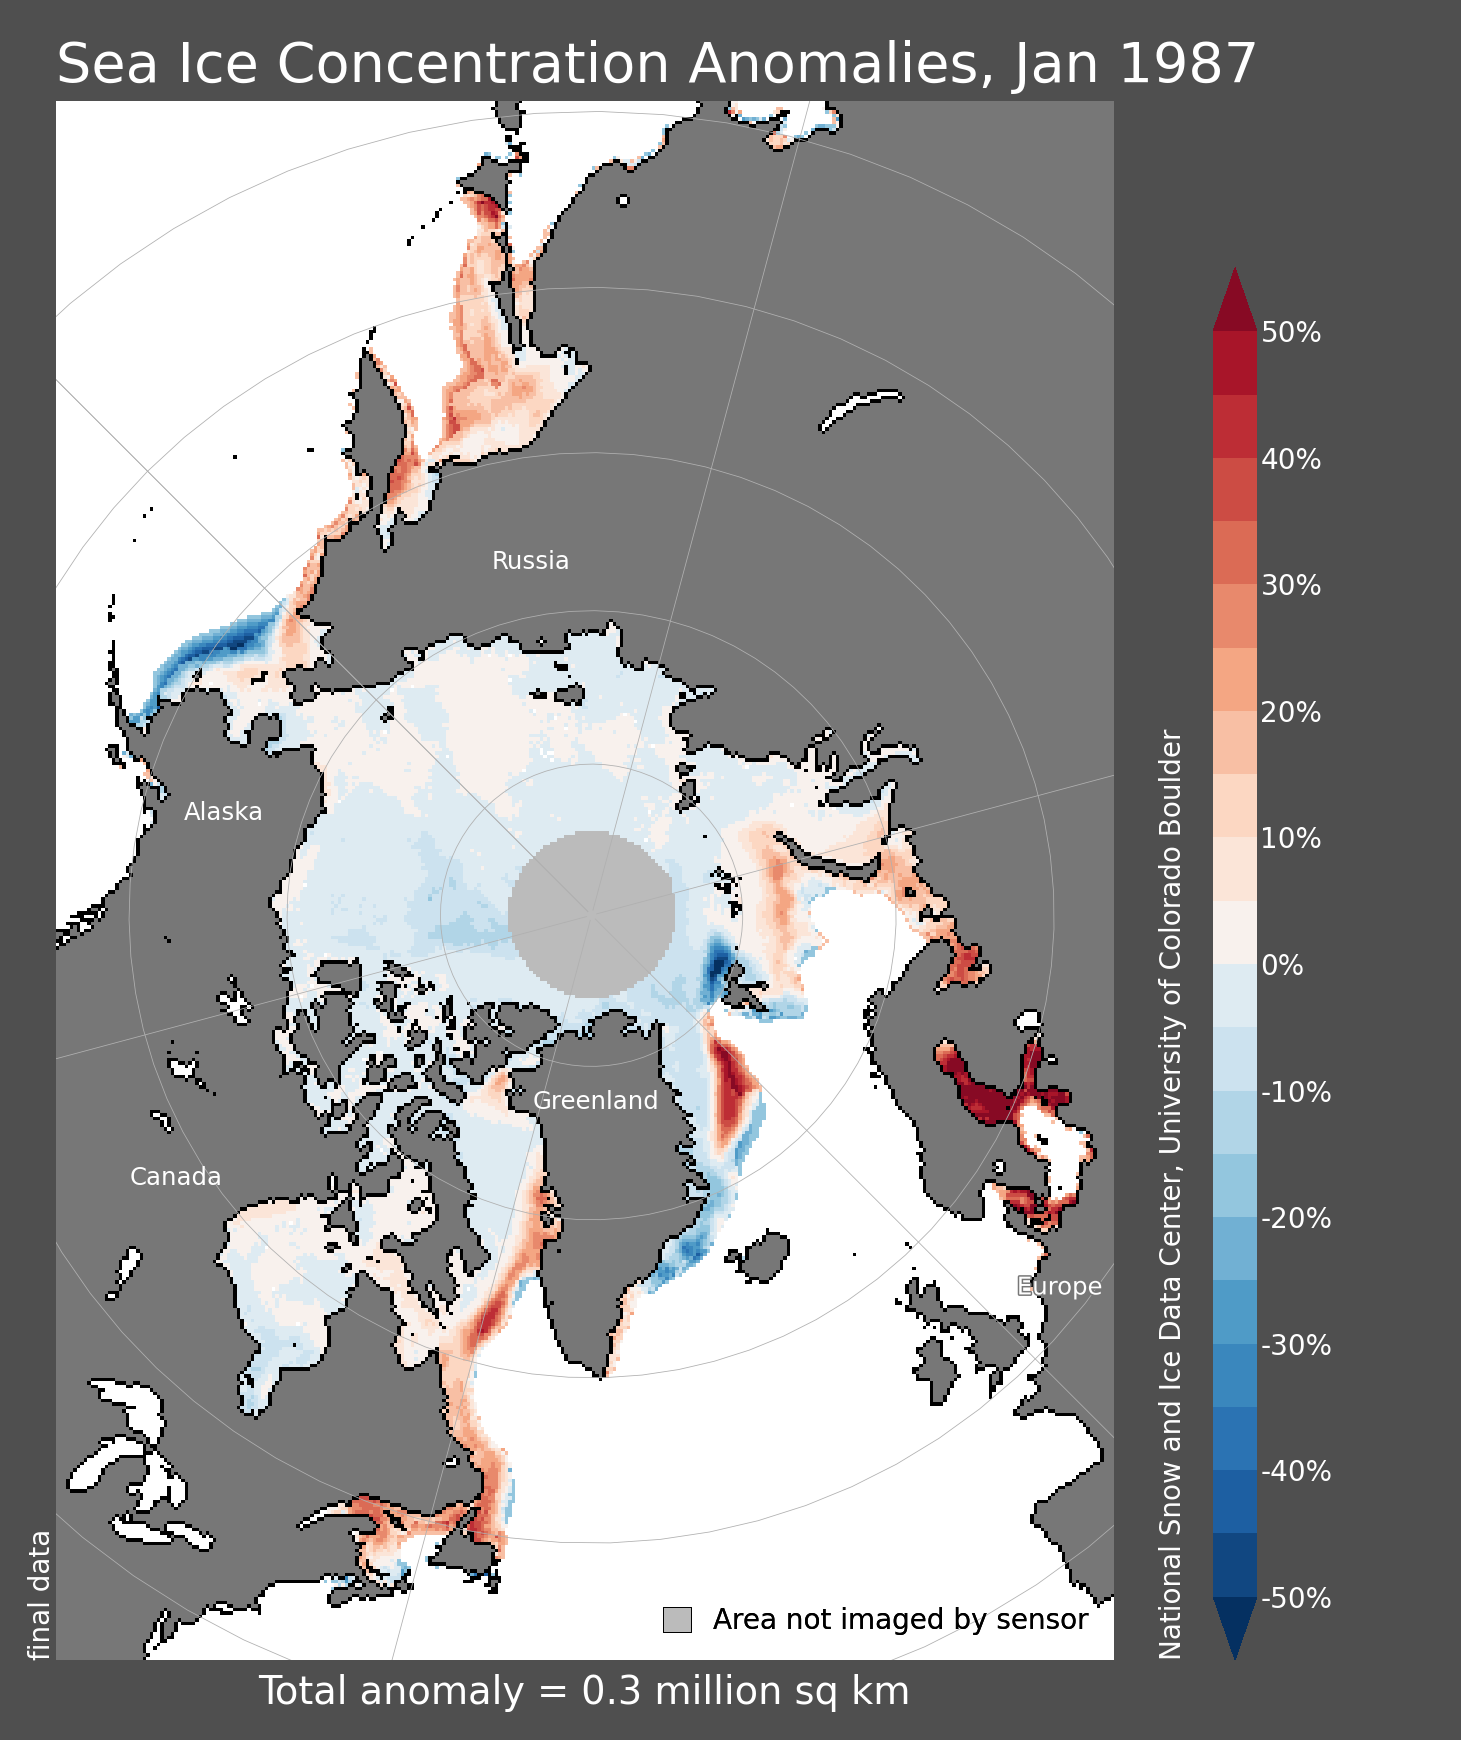 Sea Ice Concentration Anomalies, Jan 1987
Russia
Alaska
Greenland
Canada
Europe
Area not imaged by sensor
50%
40%
30%
20%
10%
0%
-10%
-20%
-30%
-40%
-50%
National Snow and Ice Data Center, University of Colorado Boulder
final data
Total anomaly = 0.3 million sq km